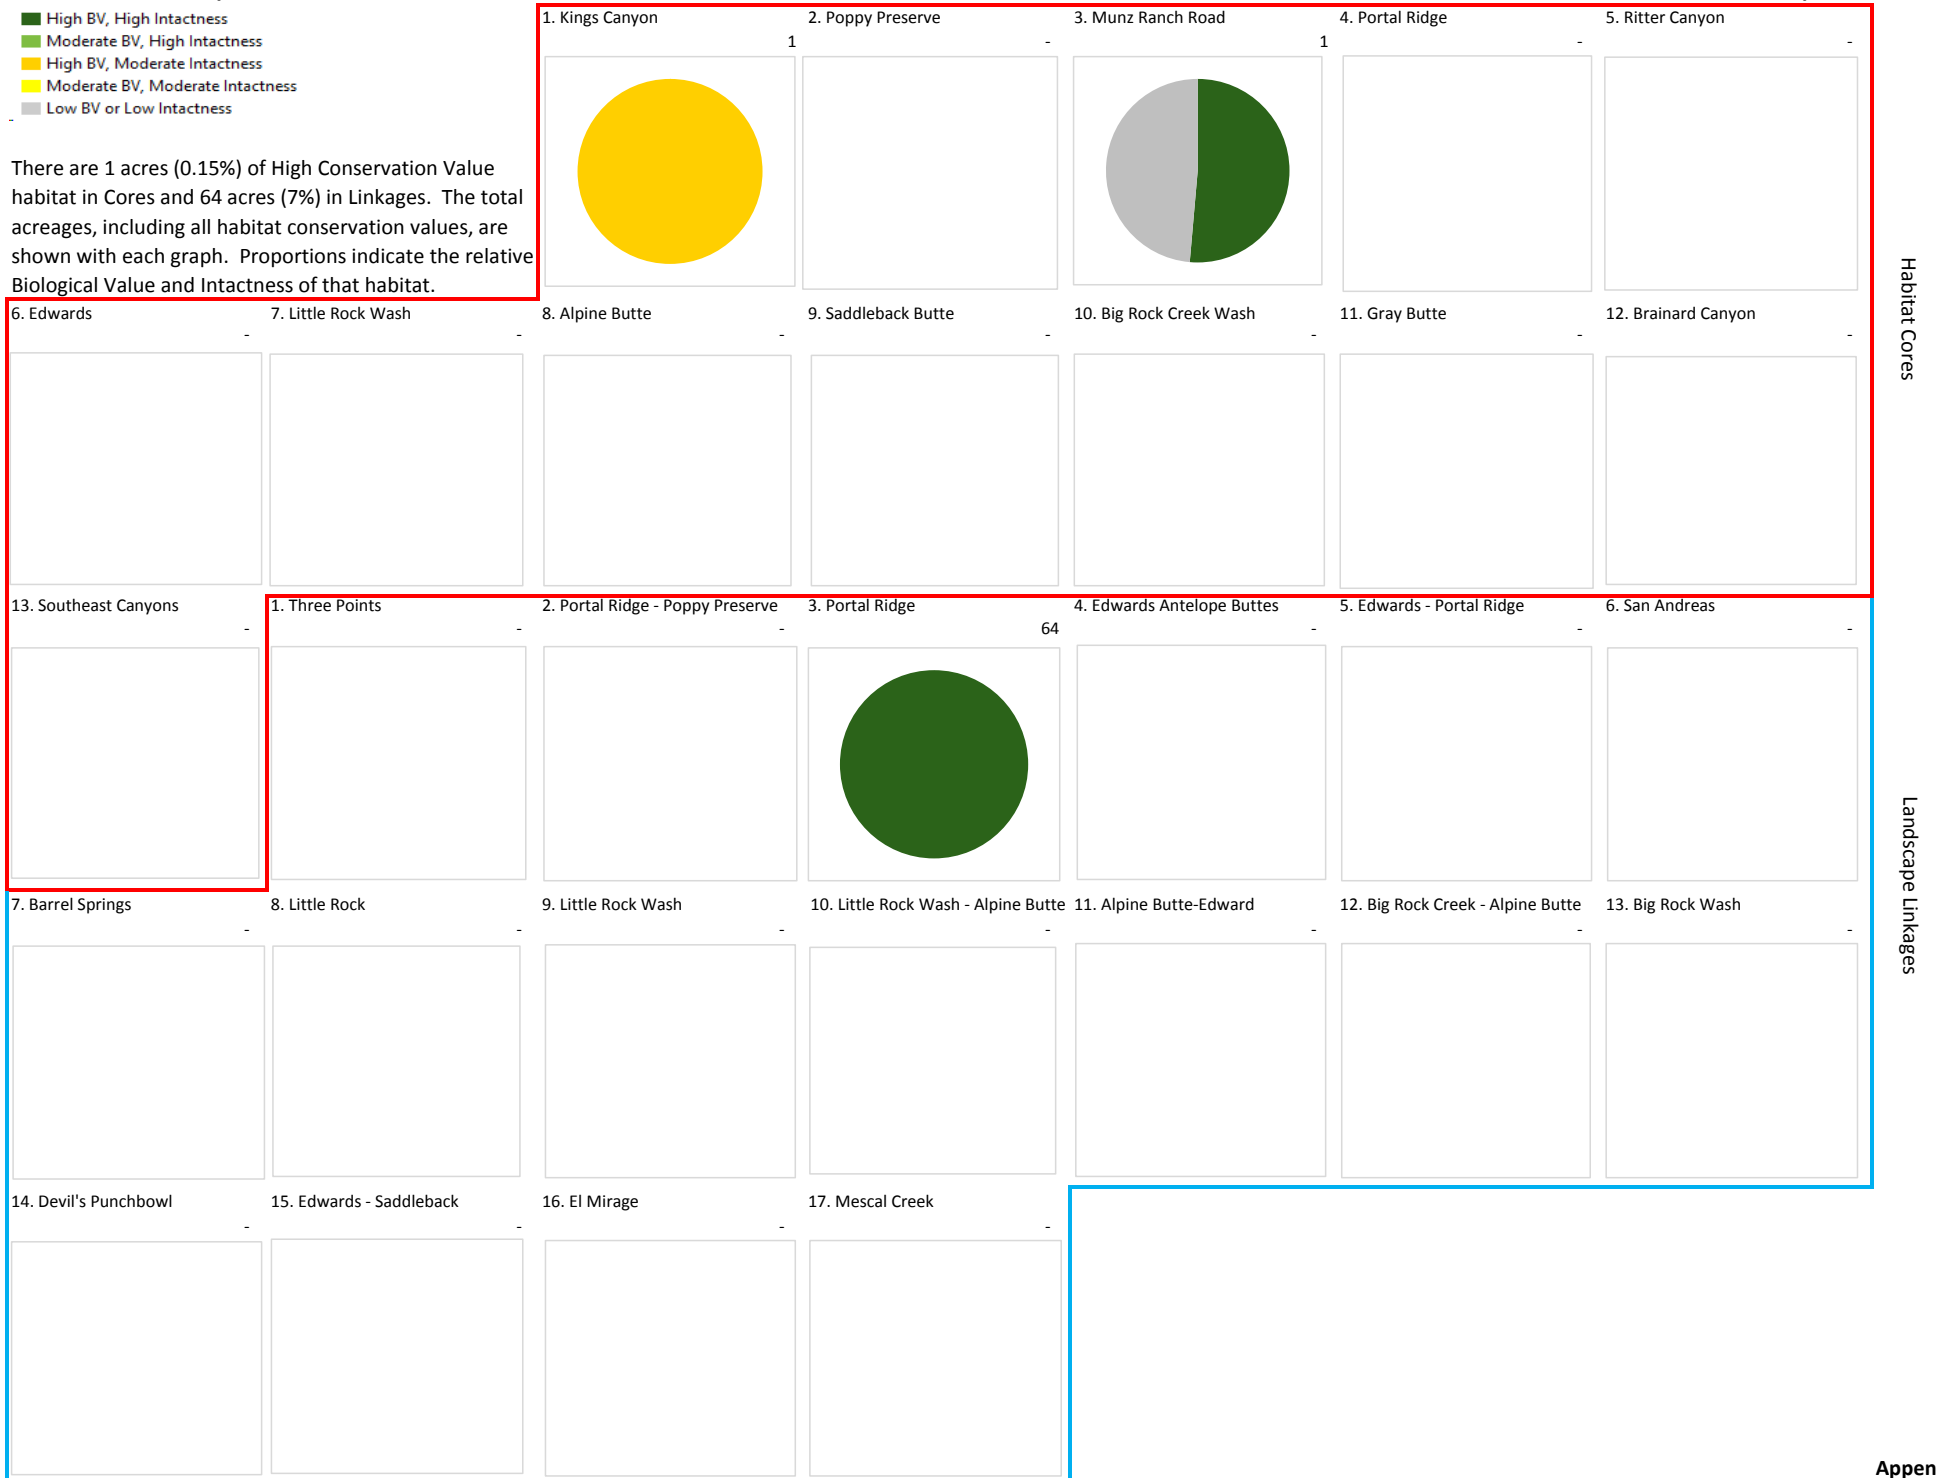 High BV, High Intactness
Moderate BV, High Intactness
High BV, Moderate Intactness
Moderate BV, Moderate Intactness
Low BV or Low Intactness
There are 1 acres (0.15%) of High Conservation Value
habitat in Cores and 64 acres (7%) in Linkages.  The total
acreages, including all habitat conservation values, are
shown with each graph.  Proportions indicate the relative
Biological Value and Intactness of that habitat.
1. Kings Canyon
1
2. Poppy Preserve
-
3. Munz Ranch Road
1
4. Portal Ridge
-
5. Ritter Canyon
-
6. Edwards
-
7. Little Rock Wash
-
8. Alpine Butte
-
9. Saddleback Butte
-
10. Big Rock Creek Wash
-
11. Gray Butte
-
12. Brainard Canyon
-
13. Southeast Canyons
-
Habitat Cores
1. Three Points
-
2. Portal Ridge - Poppy Preserve
-
3. Portal Ridge
64
4. Edwards Antelope Buttes
-
5. Edwards - Portal Ridge
-
6. San Andreas
-
7. Barrel Springs
-
8. Little Rock
-
9. Little Rock Wash
-
10. Little Rock Wash - Alpine Butte
-
11. Alpine Butte-Edward
-
12. Big Rock Creek - Alpine Butte
-
13. Big Rock Wash
-
14. Devil's Punchbowl
-
15. Edwards - Saddleback
-
16. El Mirage
-
17. Mescal Creek
-
Landscape Linkages
Appen